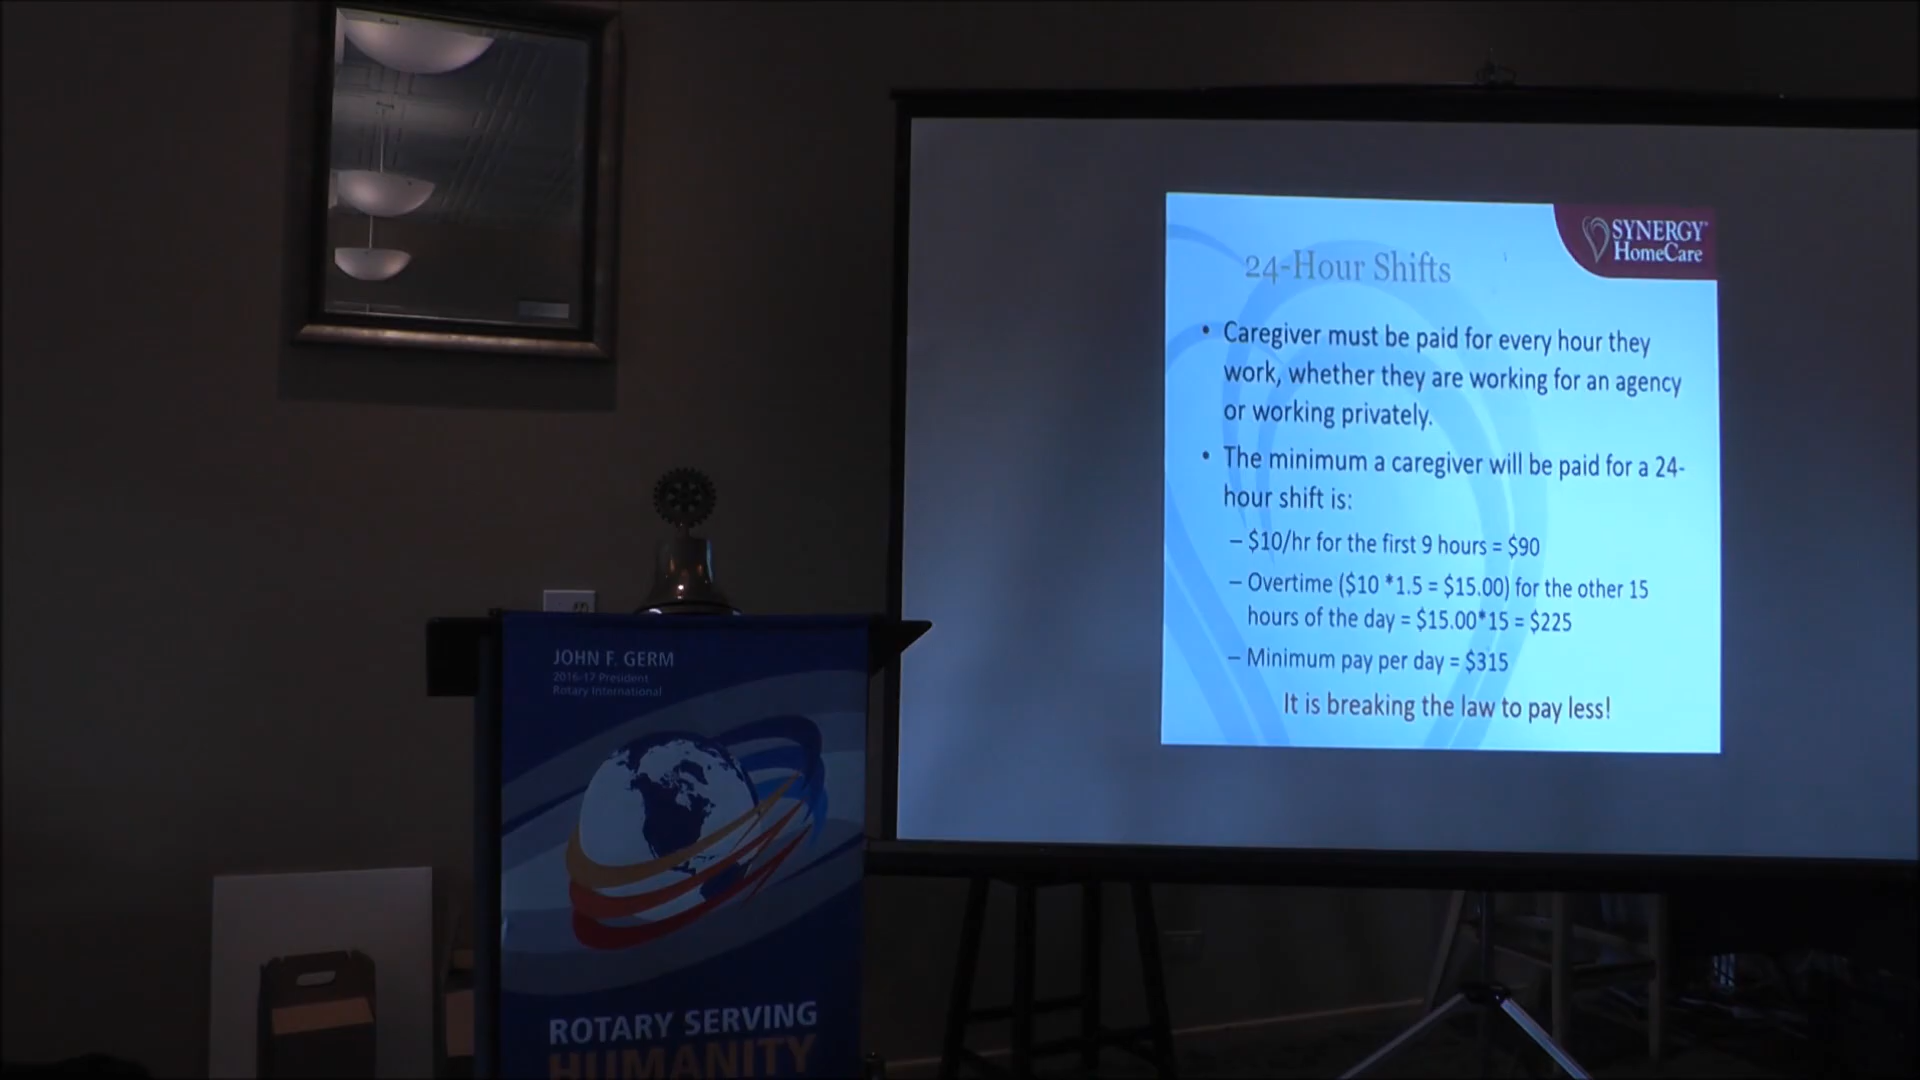 SYNERGY
HomeCare
24-Hour Shifts
• Caregiver must be paid for every hour they
work, whether they are working for an agency
or working privately.
• The minimum a caregiver will be paid for a 24-
hour shift is:
– $10/hr for the first 9 hours = $90
– Overtime ($10 *1.5 = $15.00) for the other 15
hours of the day = $15.00*15 = $225
– Minimum pay per day = $315
It is breaking the law to pay less!
JOHN F. GERM
2016-17 President
Rotary International
ROTARY SERVING
HUMANITY